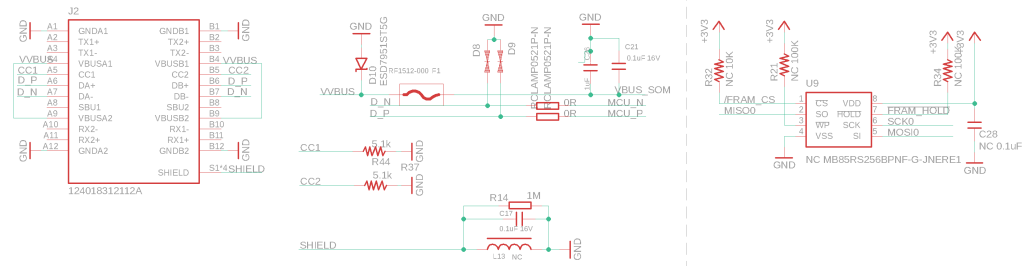 J2
GND
A1 GNDA1 GNDB1 B1
GND
A2 TX1+ TX2+ B2
A3 TX1- TX2- B3
VVBUS A4 VBUSA1 VBUSB1 B4 VVBUS
CC1 A5 CC1 CC2 B5 CC2
D_P A6 DA+ DB+ B6 D_P
D_N A7 DA- DB- B7 D_N
A8 SBU1 SBU2 B8
A9 VBUSA2 VBUSB2 B9
A10 RX2- RX1- B10
A11 RX2+ RX1+ B11
GND
A12 GNDA2 GNDB2 B12
GND
SHIELD S1*4 SHIELD
124018312112A
GND
D10
ESD7951ST5G
RF1512-000 F1
VVBUS
VBUS_SOM
GND
D8
D9
RCLAMP0521P-N
RCLAMP0521P-N
GND
1uF
C21
0.1uF 16V
D_N 0R MCU_N
D_P 0R MCU_P
CC1 5.1k
R44
GND
CC2 5.1k
R37
GND
R14 1M
C17
0.1uF 16V
SHIELD
L13 NC
GND
+3V3
R32
NC 10K
+3V3
R21
NC 100K
+3V3
R34
NC 100K
+3V3
U9
/FRAM_CS 1 CS VDD 8
MISO0 2 SO HOLD 7 FRAM_HOLD
3 WP SCK 6 SCK0
4 VSS SI 5 MOSI0
GND
NC MB85RS256BPNF-G-JNERE1
C28
NC 0.1uF
GND